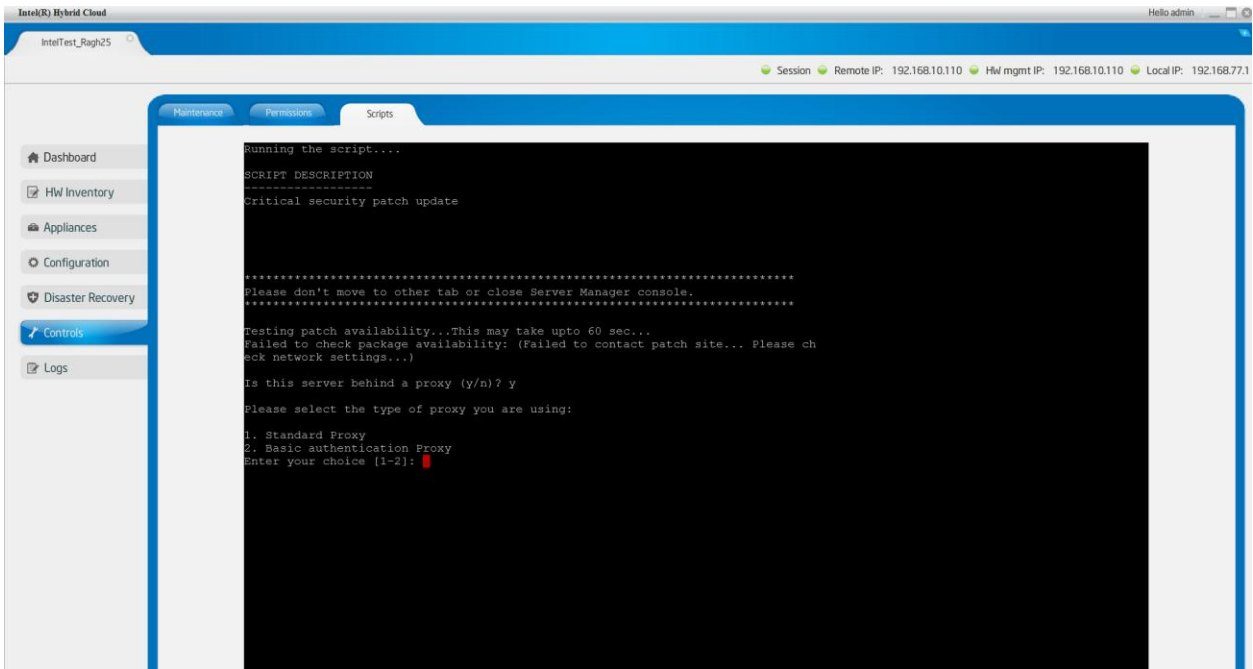 Intel(R) Hybrid Cloud
Hello admin
IntelTest_Ragh25
Session Remote IP: 192.168.10.110 HW mgmt IP: 192.168.10.110 Local IP: 192.168.77.1
Maintenance Permissions Scripts
Dashboard
HW Inventory
Appliances
Configuration
Disaster Recovery
Controls
Logs
Running the script....
SCRIPT DESCRIPTION
------------------
Critical security patch update
*****************************************************************************
Please don't move to other tab or close Server Manager console.
*****************************************************************************
Testing patch availability...This may take upto 60 sec...
Failed to check package availability: (Failed to contact patch site... Please ch
eck network settings...)
Is this server behind a proxy (y/n)? y
Please select the type of proxy you are using:
1. Standard Proxy
2. Basic authentication Proxy
Enter your choice [1-2]: